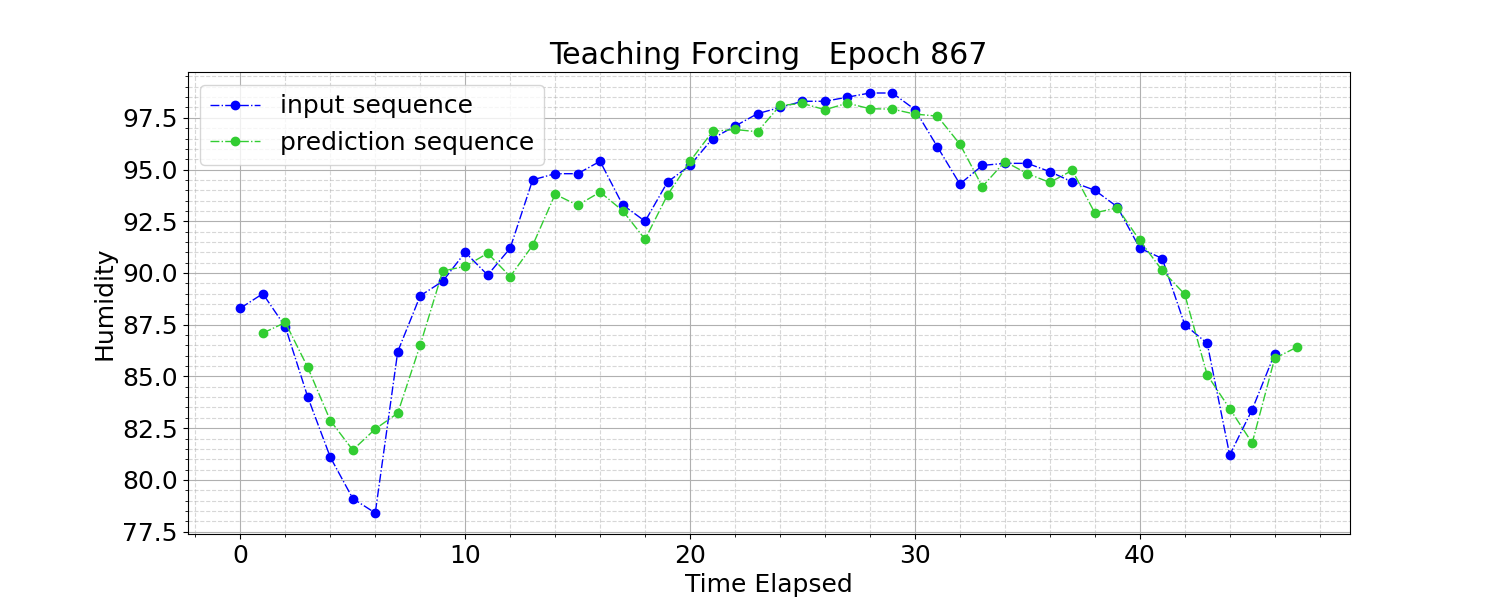 Teaching Forcing   Epoch 867
input sequence
prediction sequence
Humidity
97.5
95.0
92.5
90.0
87.5
85.0
82.5
80.0
77.5
0 10 20 30 40
Time Elapsed